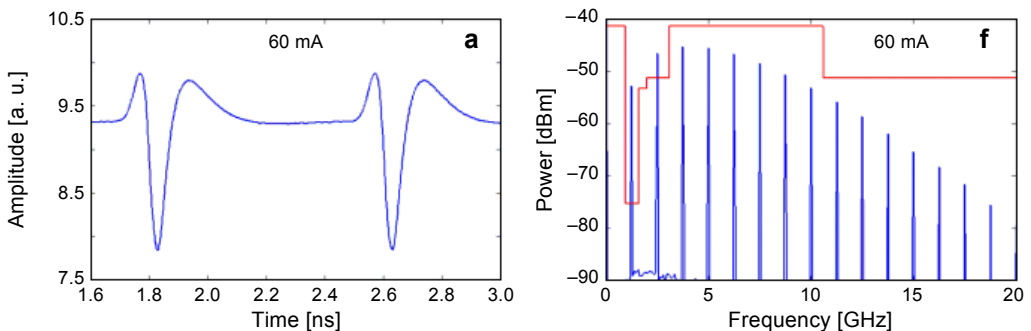 10.5
9.5
8.5
7.5
Amplitude [a. u.]
60 mA
a
1.6
1.8
2.0
2.2
2.4
2.6
2.8
3.0
Time [ns]
–40
–50
–60
–70
–80
–90
Power [dBm]
60 mA
f
0
5
10
15
20
Frequency [GHz]